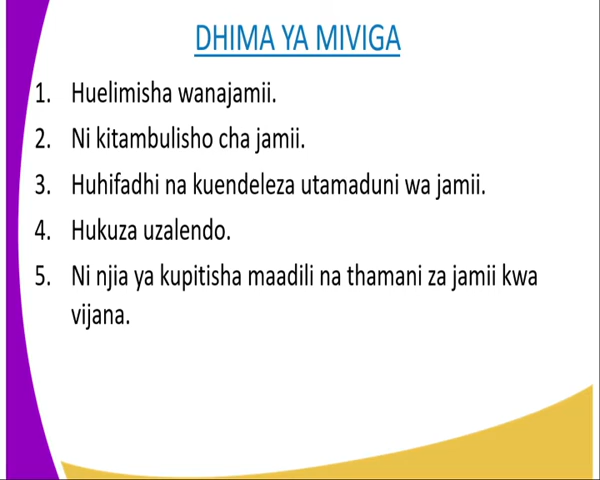 DHIMA YA MIVIGA
1. Huelimisha wanajamii.
2. Ni kitambulisho cha jamii.
3. Huhifadhi na kuendeleza utamaduni wa jamii.
4. Hukuza uzalendo.
5. Ni njia ya kupitisha maadili na thamani za jamii kwa
vijana.